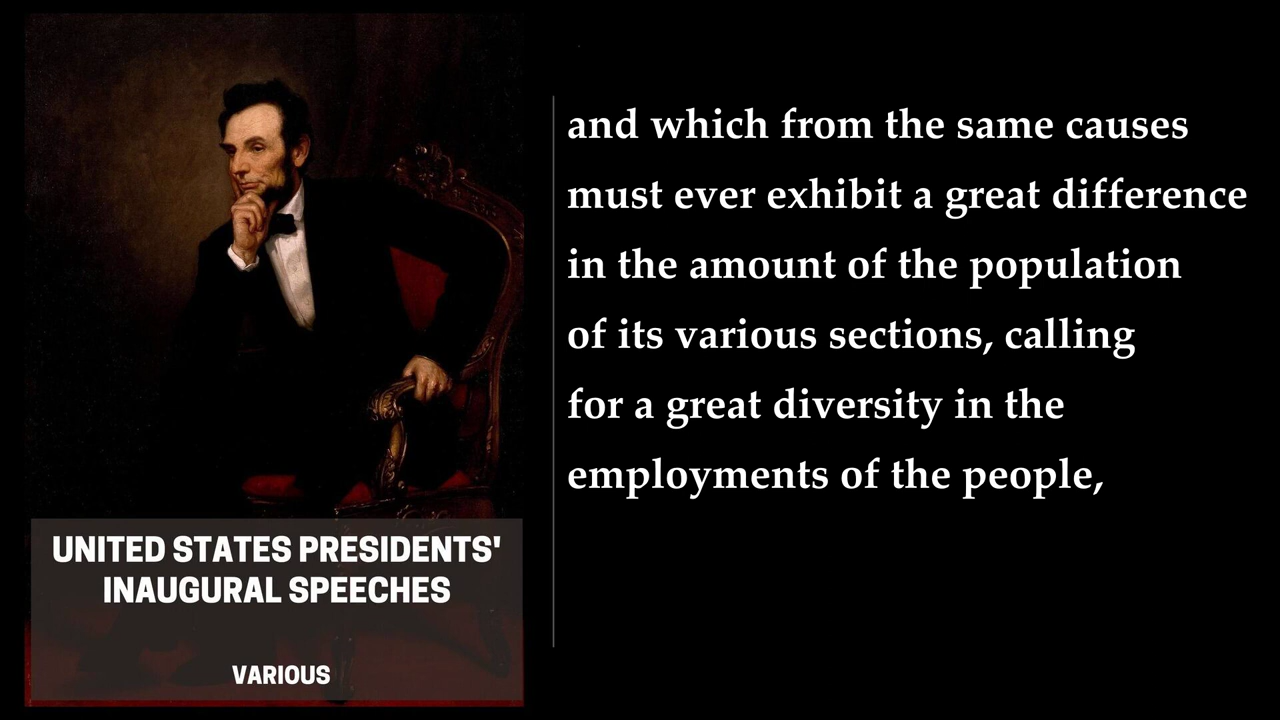 and which from the same causes
must ever exhibit a great difference
in the amount of the population
of its various sections, calling
for a great diversity in the
employments of the people,
UNITED STATES PRESIDENTS'
INAUGURAL SPEECHES
VARIOUS